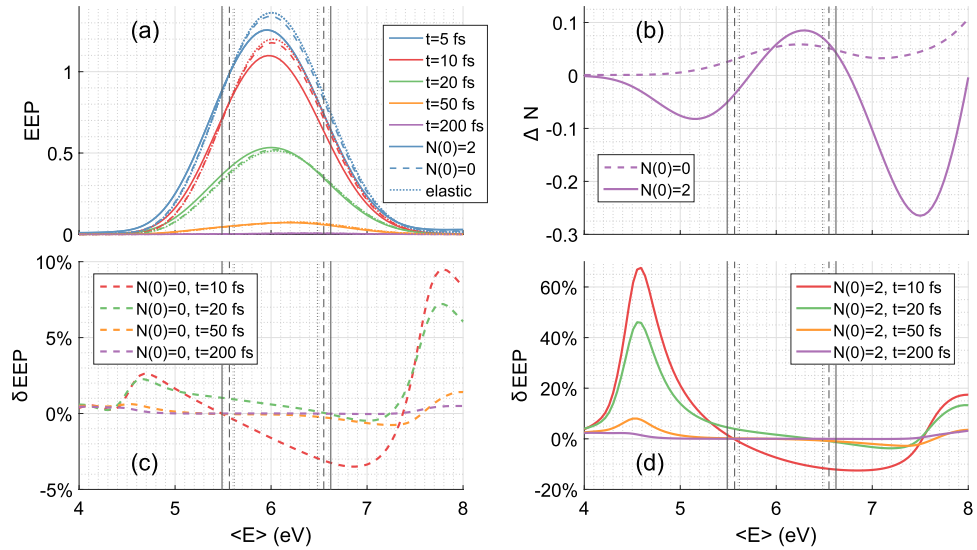 (a)
EEP
1
0.5
0
t=5 fs
t=10 fs
t=20 fs
t=50 fs
t=200 fs
N(0)=2
N(0)=0
elastic
(b)
Δ N
0.1
0
-0.1
-0.2
-0.3
N(0)=0
N(0)=2
(c)
δEEP
10%
5%
0%
-5%
N(0)=0, t=10 fs
N(0)=0, t=20 fs
N(0)=0, t=50 fs
N(0)=0, t=200 fs
4 5 6 7 8
<E> (eV)
(d)
δEEP
60%
40%
20%
0%
-20%
N(0)=2, t=10 fs
N(0)=2, t=20 fs
N(0)=2, t=50 fs
N(0)=2, t=200 fs
4 5 6 7 8
<E> (eV)